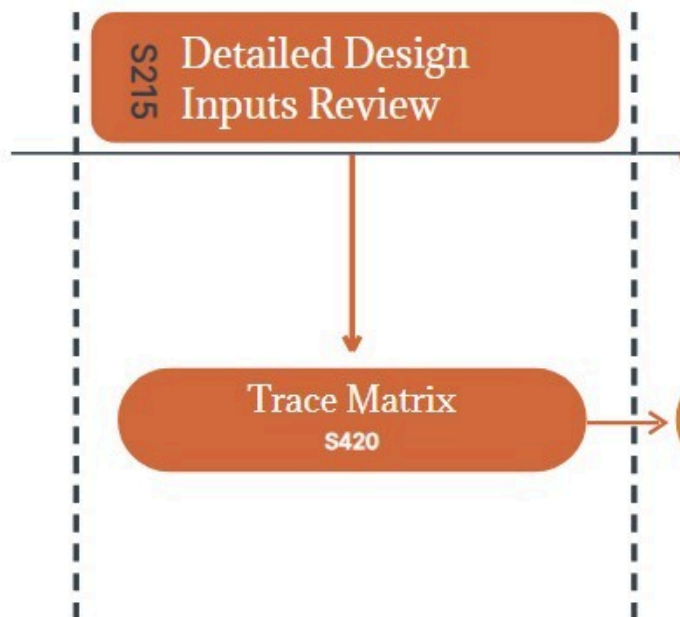 S215
Detailed Design
Inputs Review
Trace Matrix
S420